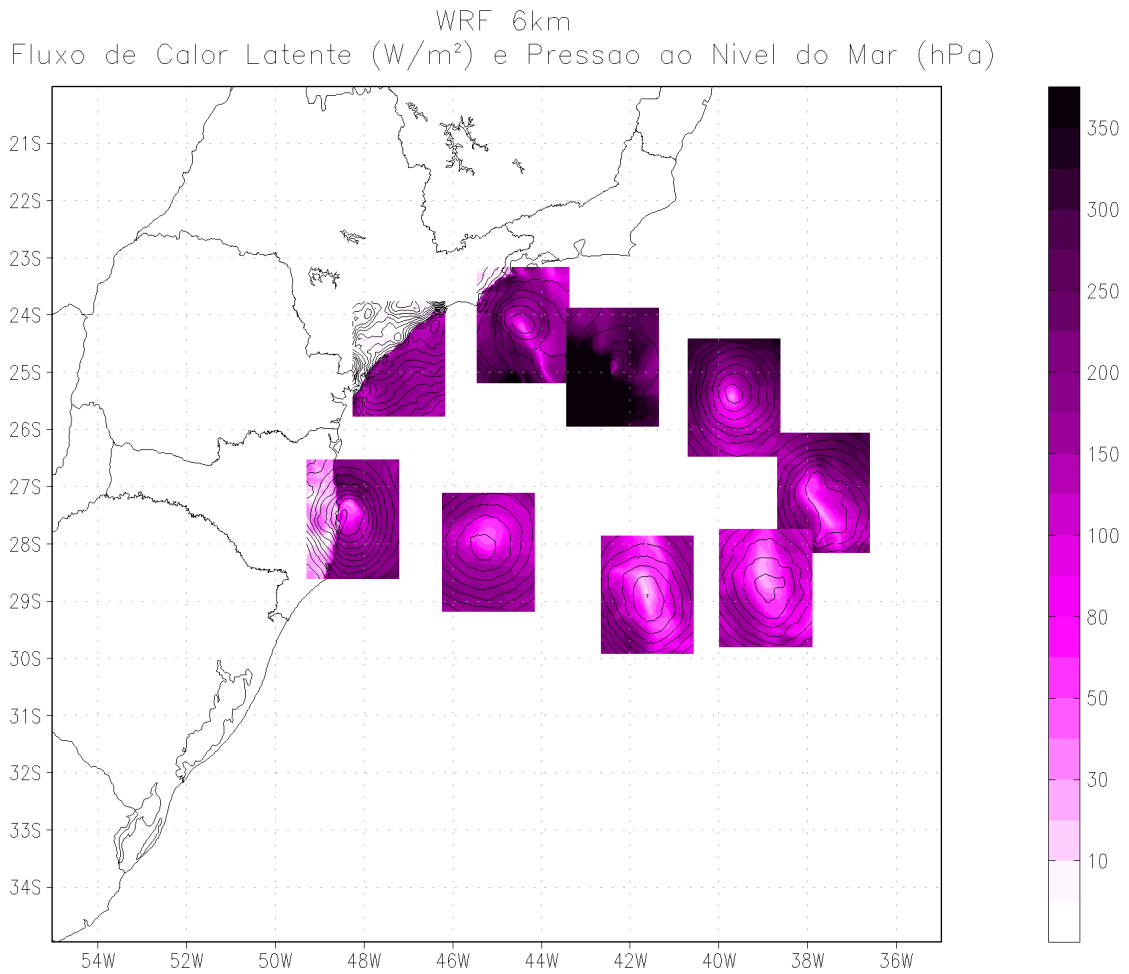 WRF 6km
Fluxo de Calor Latente (W/m²) e Pressao ao Nivel do Mar (hPa)
21S
22S
23S
24S
25S
26S
27S
28S
29S
30S
31S
32S
33S
34S
54W 52W 50W 48W 46W 44W 42W 40W 38W 36W
350
300
250
200
150
100
80
50
30
10